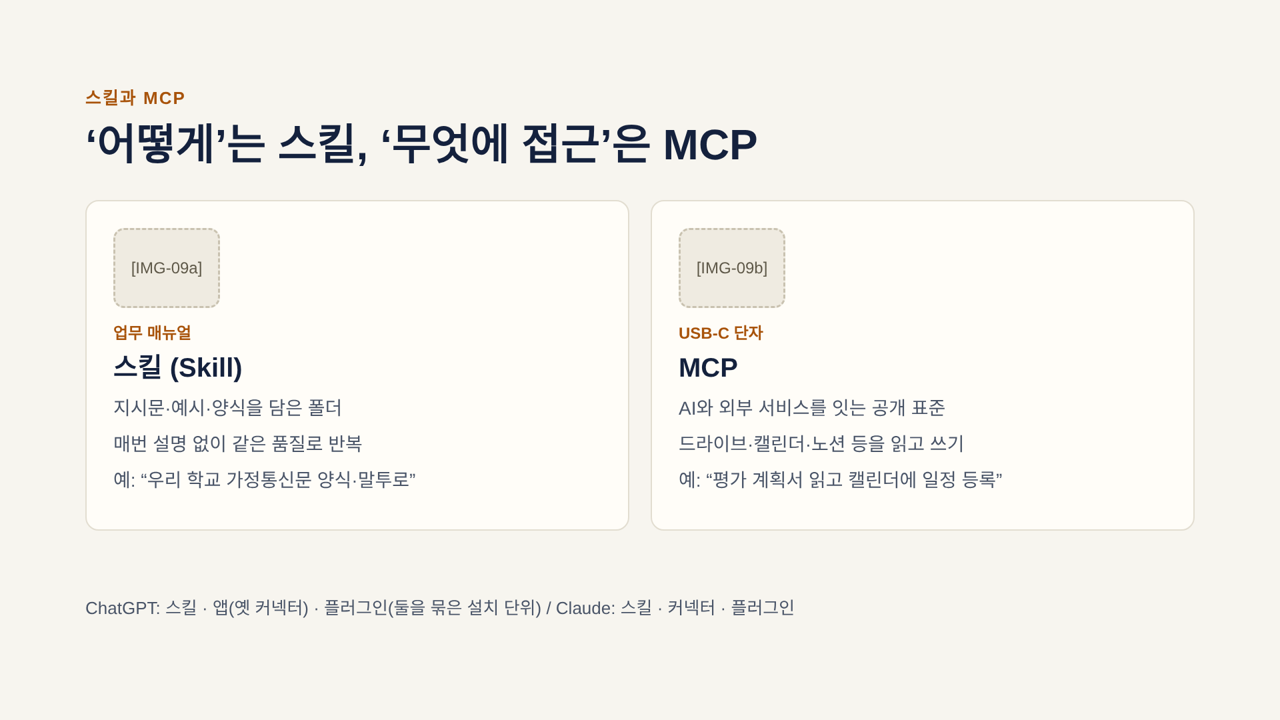 스킬과 MCP
‘어떻게’는 스킬, ‘무엇에 접근’은 MCP
[IMG-09a]
업무 매뉴얼
스킬 (Skill)
지시문·예시·양식을 담은 폴더
매번 설명 없이 같은 품질로 반복
예: “우리 학교 가정통신문 양식·말투로”
[IMG-09b]
USB-C 단자
MCP
AI와 외부 서비스를 잇는 공개 표준
드라이브·캘린더·노션 등을 읽고 쓰기
예: “평가 계획서 읽고 캘린더에 일정 등록”
ChatGPT: 스킬 · 앱(옛 커넥터) · 플러그인(둘을 묶은 설치 단위) / Claude: 스킬 · 커넥터 · 플러그인